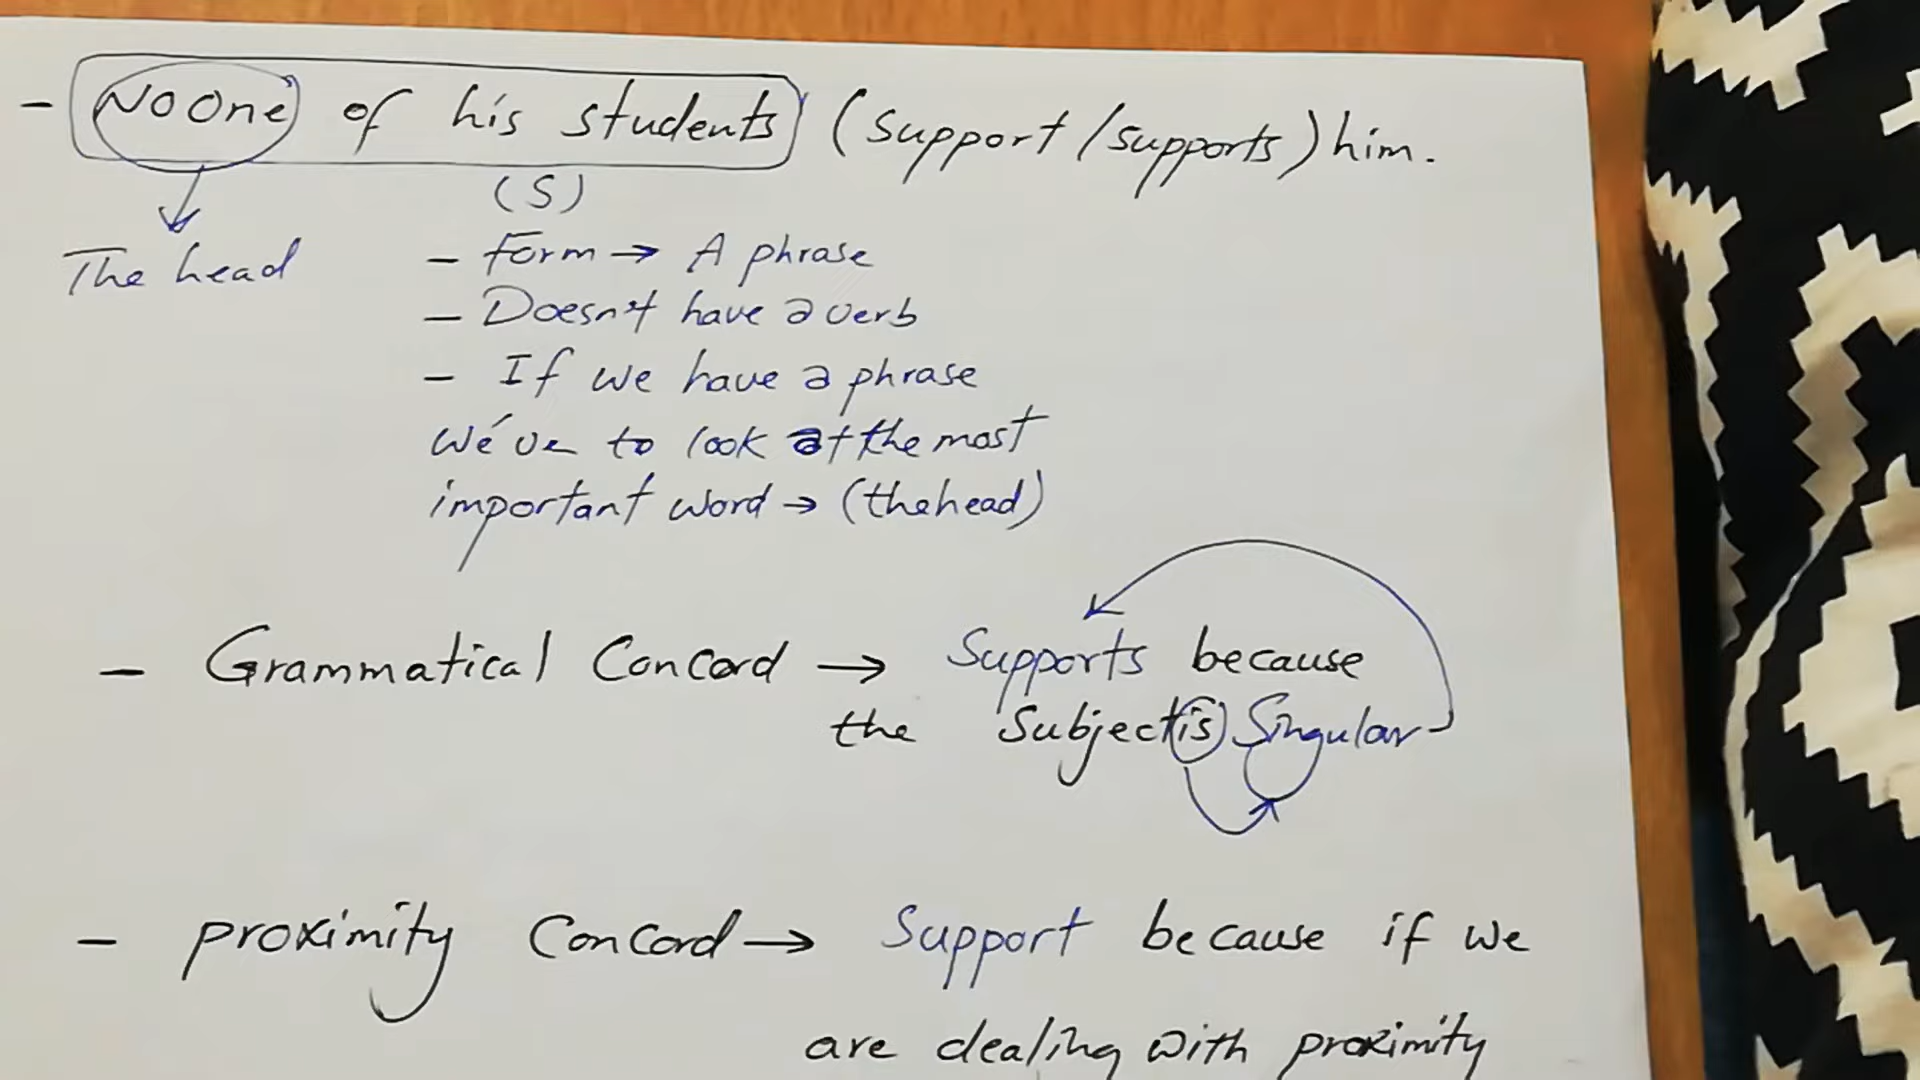 - No one of his students (support/supports) him.
(S)
The head
- Form → A phrase
- Doesn't have a verb
- If we have a phrase
we've to look at the most
important word → (the head)
- Grammatical Concord → Supports because
the subject is Singular
- proximity Concord → Support because if we
are dealing with proximity